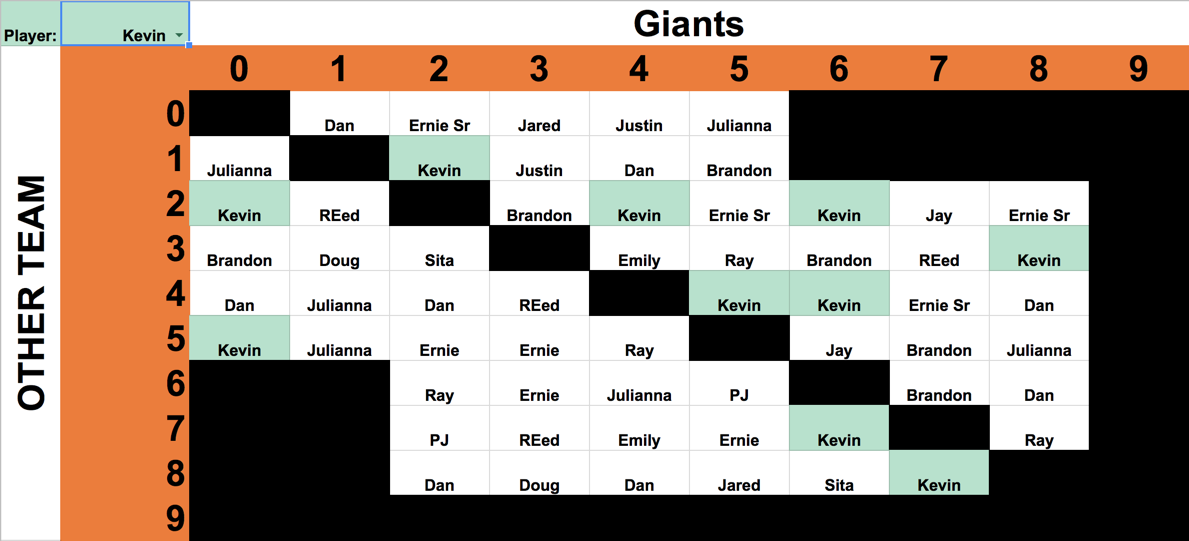 Player: Kevin Giants
0 1 2 3 4 5 6 7 8 9
OTHER TEAM
0 Dan Ernie Sr Jared Justin Julianna
1 Julianna Kevin Justin Dan Brandon
2 Kevin REed Brandon Kevin Ernie Sr Kevin Jay Ernie Sr
3 Brandon Doug Sita Emily Ray Brandon REed Kevin
4 Dan Julianna Dan REed Kevin Kevin Ernie Sr Dan
5 Kevin Julianna Ernie Ernie Ray Jay Brandon Julianna
6 Ray Ernie Julianna PJ Brandon Dan
7 PJ REed Emily Ernie Kevin Ray
8 Dan Doug Dan Jared Sita Kevin
9